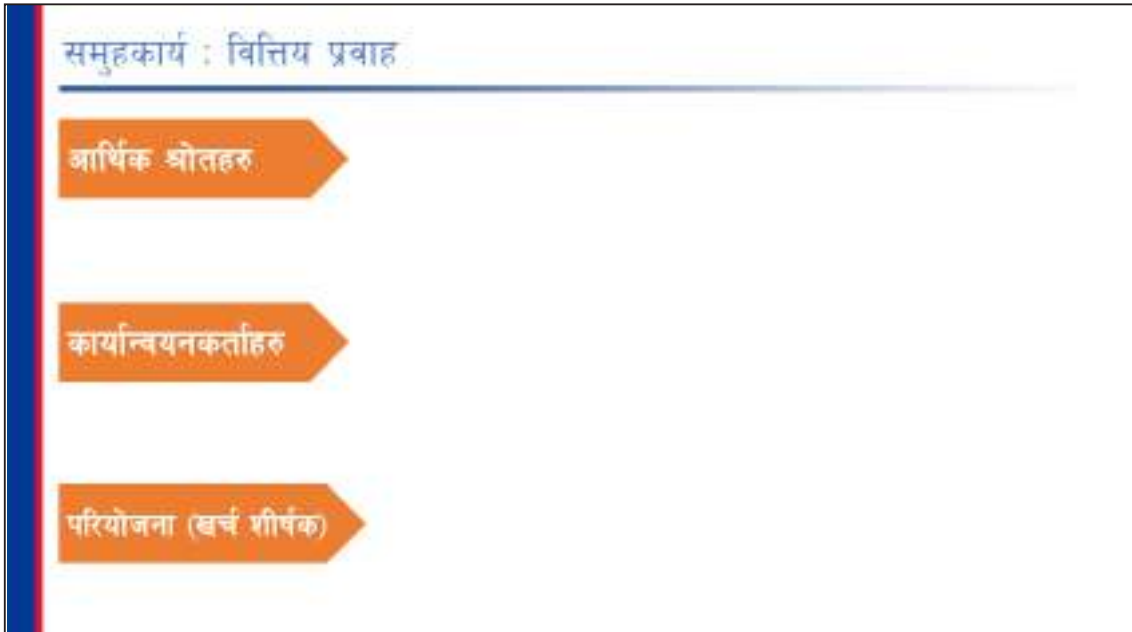 समुहकार्य : वित्तिय प्रवाह
आर्थिक श्रोतहरु
कार्यान्वयनकर्ताहरु
परियोजना (खर्च शीर्षक)